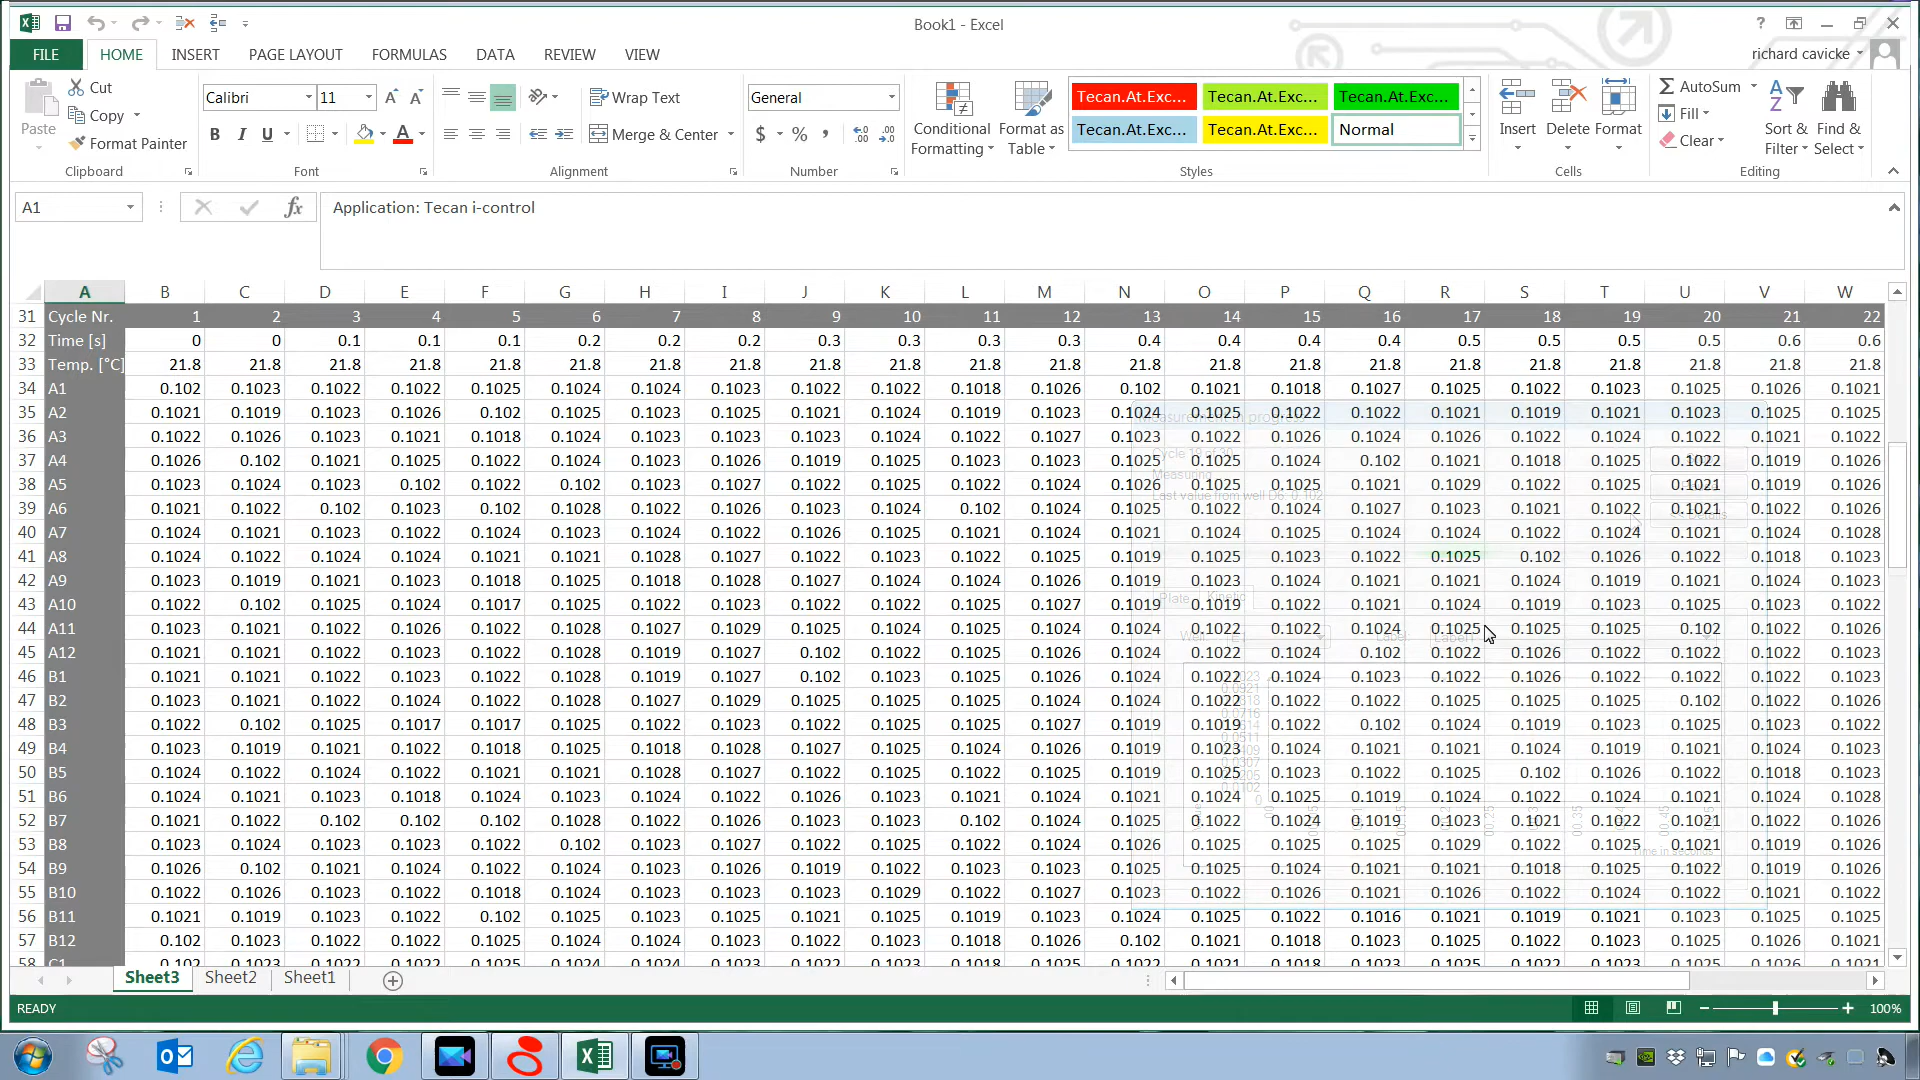 Book1 - Excel
FILE HOME INSERT PAGE LAYOUT FORMULAS DATA REVIEW VIEW richard cavicke
Cut
Copy
Format Painter
Paste
Clipboard
Calibri 11
Font
Wrap Text
Merge & Center
Alignment
General
Number
Conditional Formatting
Format as Table
Tecan.At.Exc... Tecan.At.Exc... Tecan.At.Exc...
Tecan.At.Exc... Tecan.At.Exc... Normal
Styles
Insert Delete Format
Cells
AutoSum
Fill
Clear
Sort & Filter
Find & Select
Editing
A1 fx Application: Tecan i-control
A B C D E F G H I J K L M N O P Q R S T U V W
31 Cycle Nr. 1 2 3 4 5 6 7 8 9 10 11 12 13 14 15 16 17 18 19 20 21 22
32 Time [s] 0 0 0.1 0.1 0.1 0.2 0.2 0.2 0.3 0.3 0.3 0.3 0.4 0.4 0.4 0.4 0.5 0.5 0.5 0.5 0.6 0.6
33 Temp. [°C] 21.8 21.8 21.8 21.8 21.8 21.8 21.8 21.8 21.8 21.8 21.8 21.8 21.8 21.8 21.8 21.8 21.8 21.8 21.8 21.8 21.8 21.8
34 A1 0.102 0.1023 0.1022 0.1022 0.1025 0.1024 0.1024 0.1023 0.1022 0.1022 0.1018 0.1026 0.102 0.1021 0.1018 0.1027 0.1025 0.1022 0.1023 0.1025 0.1026 0.1021
35 A2 0.1021 0.1019 0.1023 0.1026 0.102 0.1025 0.1023 0.1025 0.1021 0.1024 0.1019 0.1023 0.1024 0.1025 0.1022 0.1022 0.1021 0.1019 0.1021 0.1023 0.1025 0.1025
36 A3 0.1022 0.1026 0.1023 0.1021 0.1018 0.1024 0.1023 0.1023 0.1023 0.1024 0.1022 0.1027 0.1023 0.1022 0.1026 0.1024 0.1026 0.1022 0.1024 0.1022 0.1021 0.1022
37 A4 0.1026 0.102 0.1021 0.1025 0.1022 0.1024 0.1023 0.1026 0.1019 0.1025 0.1023 0.1023 0.1025 0.1025 0.1024 0.102 0.1021 0.1018 0.1025 0.1022 0.1019 0.1026
38 A5 0.1023 0.1024 0.1023 0.102 0.1022 0.102 0.1023 0.1027 0.1022 0.1025 0.1022 0.1024 0.1026 0.1025 0.1025 0.1021 0.1029 0.1022 0.1025 0.1021 0.1019 0.1026
39 A6 0.1021 0.1022 0.102 0.1023 0.102 0.1028 0.1022 0.1026 0.1023 0.1024 0.102 0.1024 0.1025 0.1022 0.1024 0.1027 0.1023 0.1021 0.1022 0.1021 0.1022 0.1026
40 A7 0.1024 0.1021 0.1023 0.1023 0.1024 0.1023 0.1024 0.1022 0.1026 0.1025 0.1021 0.1024 0.1021 0.1024 0.1025 0.1024 0.1024 0.1022 0.1024 0.1021 0.1024 0.1028
41 A8 0.1024 0.1022 0.1024 0.1024 0.1021 0.1021 0.1028 0.1027 0.1022 0.1023 0.1022 0.1025 0.1019 0.1025 0.1023 0.1022 0.1025 0.102 0.1026 0.1022 0.1018 0.1023
42 A9 0.1023 0.1019 0.1021 0.1023 0.1018 0.1025 0.1018 0.1028 0.1027 0.1024 0.1024 0.1026 0.1019 0.1023 0.1024 0.1021 0.1021 0.1024 0.1019 0.1021 0.1024 0.1023
43 A10 0.1022 0.102 0.1025 0.1024 0.1017 0.1025 0.1022 0.1023 0.1022 0.1022 0.1025 0.1027 0.1019 0.1019 0.1022 0.1021 0.1024 0.1019 0.1023 0.1025 0.1023 0.1022
44 A11 0.1023 0.1021 0.1022 0.1026 0.1022 0.1028 0.1027 0.1029 0.1025 0.1024 0.1025 0.1024 0.1024 0.1022 0.1022 0.1024 0.1025 0.1025 0.1025 0.102 0.1022 0.1026
45 A12 0.1021 0.1021 0.1022 0.1023 0.1022 0.1028 0.1019 0.1027 0.102 0.1022 0.1025 0.1026 0.1024 0.1022 0.1024 0.102 0.1022 0.1026 0.1022 0.1022 0.1022 0.1023
46 B1 0.1021 0.1021 0.1022 0.1023 0.1022 0.1028 0.1019 0.1027 0.102 0.1023 0.1025 0.1026 0.1024 0.1022 0.1024 0.1023 0.1022 0.1026 0.1022 0.1022 0.1022 0.1023
47 B2 0.1023 0.1021 0.1022 0.1024 0.1022 0.1028 0.1027 0.1029 0.1025 0.1025 0.1025 0.1024 0.1024 0.1022 0.1022 0.1022 0.1025 0.1025 0.1025 0.102 0.1022 0.1026
48 B3 0.1022 0.102 0.1025 0.1017 0.1017 0.1025 0.1022 0.1023 0.1022 0.1025 0.1025 0.1027 0.1019 0.1019 0.1022 0.102 0.1024 0.1019 0.1023 0.1025 0.1023 0.1022
49 B4 0.1023 0.1019 0.1021 0.1022 0.1018 0.1025 0.1018 0.1028 0.1027 0.1025 0.1024 0.1026 0.1019 0.1023 0.1024 0.1021 0.1021 0.1024 0.1019 0.1021 0.1024 0.1023
50 B5 0.1024 0.1022 0.1024 0.1022 0.1021 0.1021 0.1028 0.1027 0.1022 0.1025 0.1022 0.1025 0.1019 0.1025 0.1023 0.1022 0.1025 0.102 0.1026 0.1022 0.1018 0.1023
51 B6 0.1024 0.1021 0.1023 0.1018 0.1024 0.1023 0.1024 0.1022 0.1026 0.1023 0.1021 0.1024 0.1021 0.1024 0.1025 0.1019 0.1024 0.1022 0.1024 0.1021 0.1024 0.1028
52 B7 0.1021 0.1022 0.102 0.102 0.102 0.1028 0.1022 0.1026 0.1023 0.1023 0.102 0.1024 0.1025 0.1022 0.1024 0.1019 0.1023 0.1021 0.1022 0.1021 0.1022 0.1026
53 B8 0.1023 0.1024 0.1023 0.1023 0.1022 0.102 0.1023 0.1027 0.1022 0.1023 0.1022 0.1024 0.1026 0.1025 0.1025 0.1025 0.1029 0.1022 0.1025 0.1021 0.1019 0.1026
54 B9 0.1026 0.102 0.1021 0.1024 0.1022 0.1024 0.1023 0.1026 0.1019 0.1022 0.1023 0.1023 0.1025 0.1025 0.1024 0.1021 0.1021 0.1018 0.1025 0.1022 0.1019 0.1026
55 B10 0.1022 0.1026 0.1023 0.1022 0.1018 0.1024 0.1023 0.1023 0.1023 0.1029 0.1022 0.1027 0.1023 0.1022 0.1026 0.1021 0.1026 0.1022 0.1024 0.1022 0.1021 0.1022
56 B11 0.1021 0.1019 0.1023 0.1022 0.102 0.1025 0.1023 0.1025 0.1021 0.1025 0.1019 0.1023 0.1024 0.1025 0.1022 0.1016 0.1021 0.1019 0.1021 0.1023 0.1025 0.1025
57 B12 0.102 0.1023 0.1022 0.1022 0.1025 0.1024 0.1024 0.1023 0.1022 0.1023 0.1018 0.1026 0.102 0.1021 0.1018 0.1023 0.1025 0.1022 0.1023 0.1025 0.1026 0.1021
Measurement in progress
Cycle 19 of 30
Measuring
Last value from well D6: 0.102
Details
Plate Kinetic
Well: Label: Label1
Time in seconds
Sheet3 Sheet2 Sheet1
READY 100%